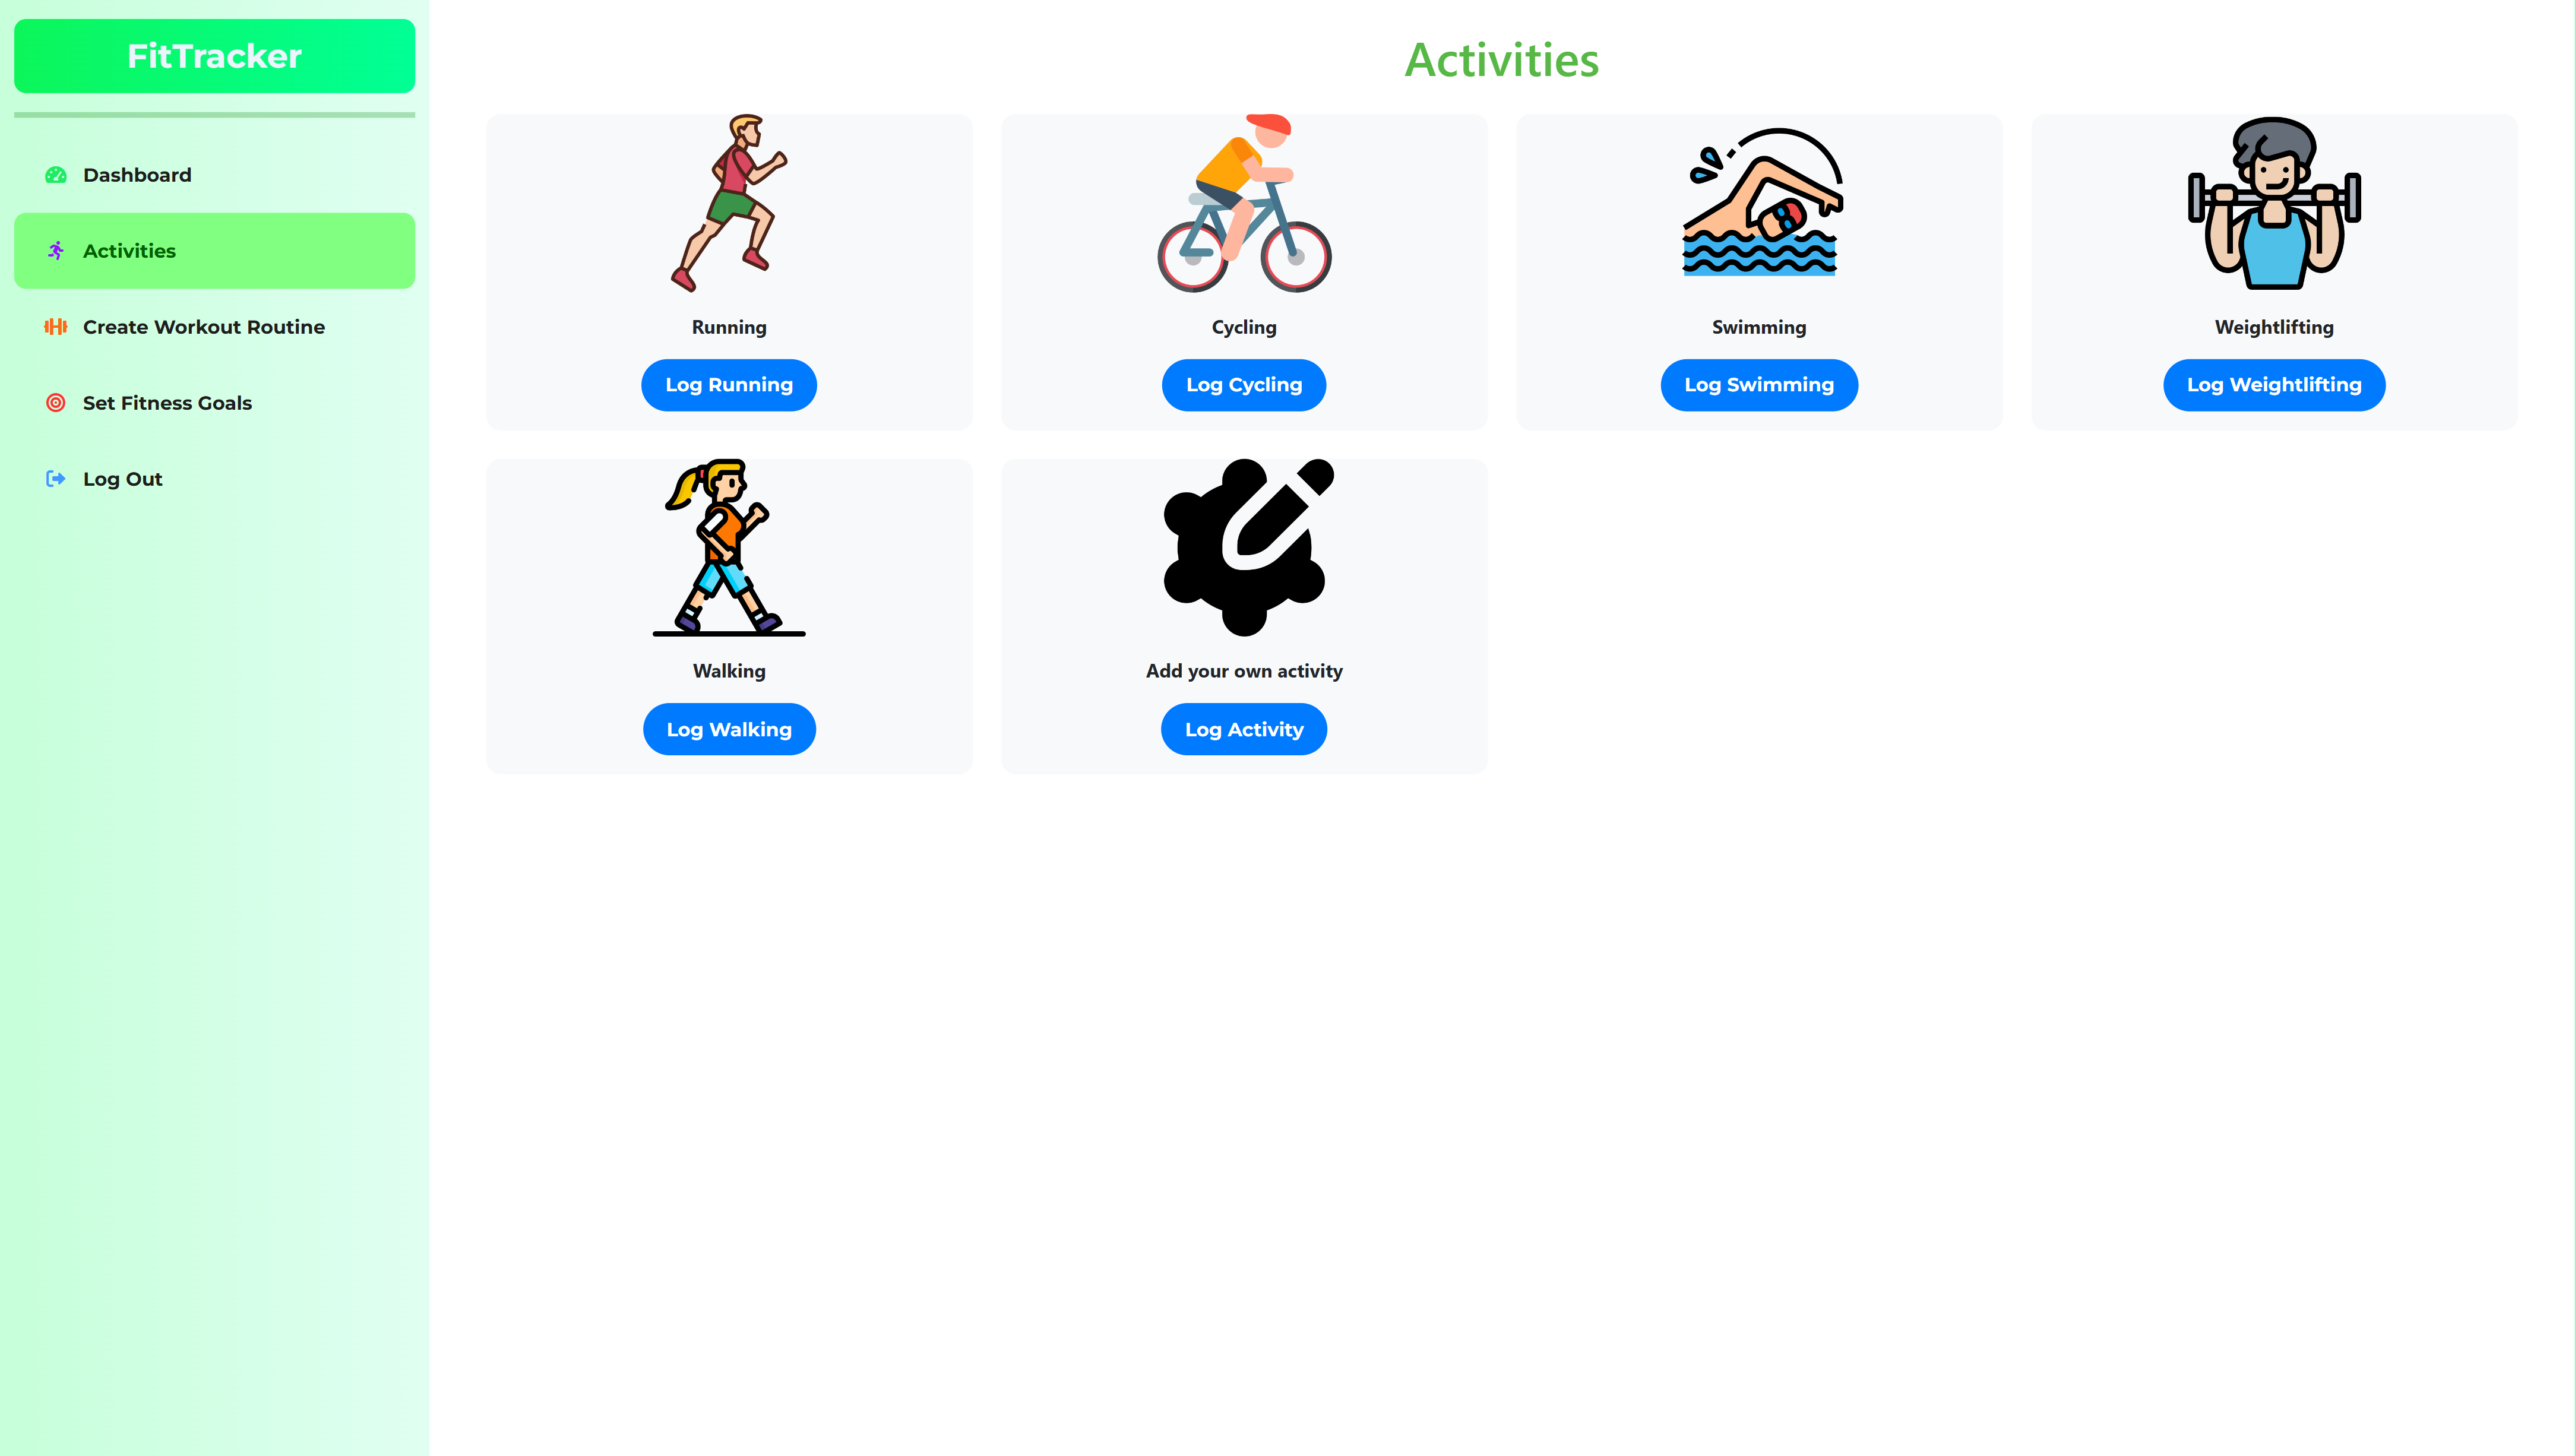 FitTracker
Dashboard
Activities
Create Workout Routine
Set Fitness Goals
Log Out
Activities
Running
Log Running
Cycling
Log Cycling
Swimming
Log Swimming
Weightlifting
Log Weightlifting
Walking
Log Walking
Add your own activity
Log Activity